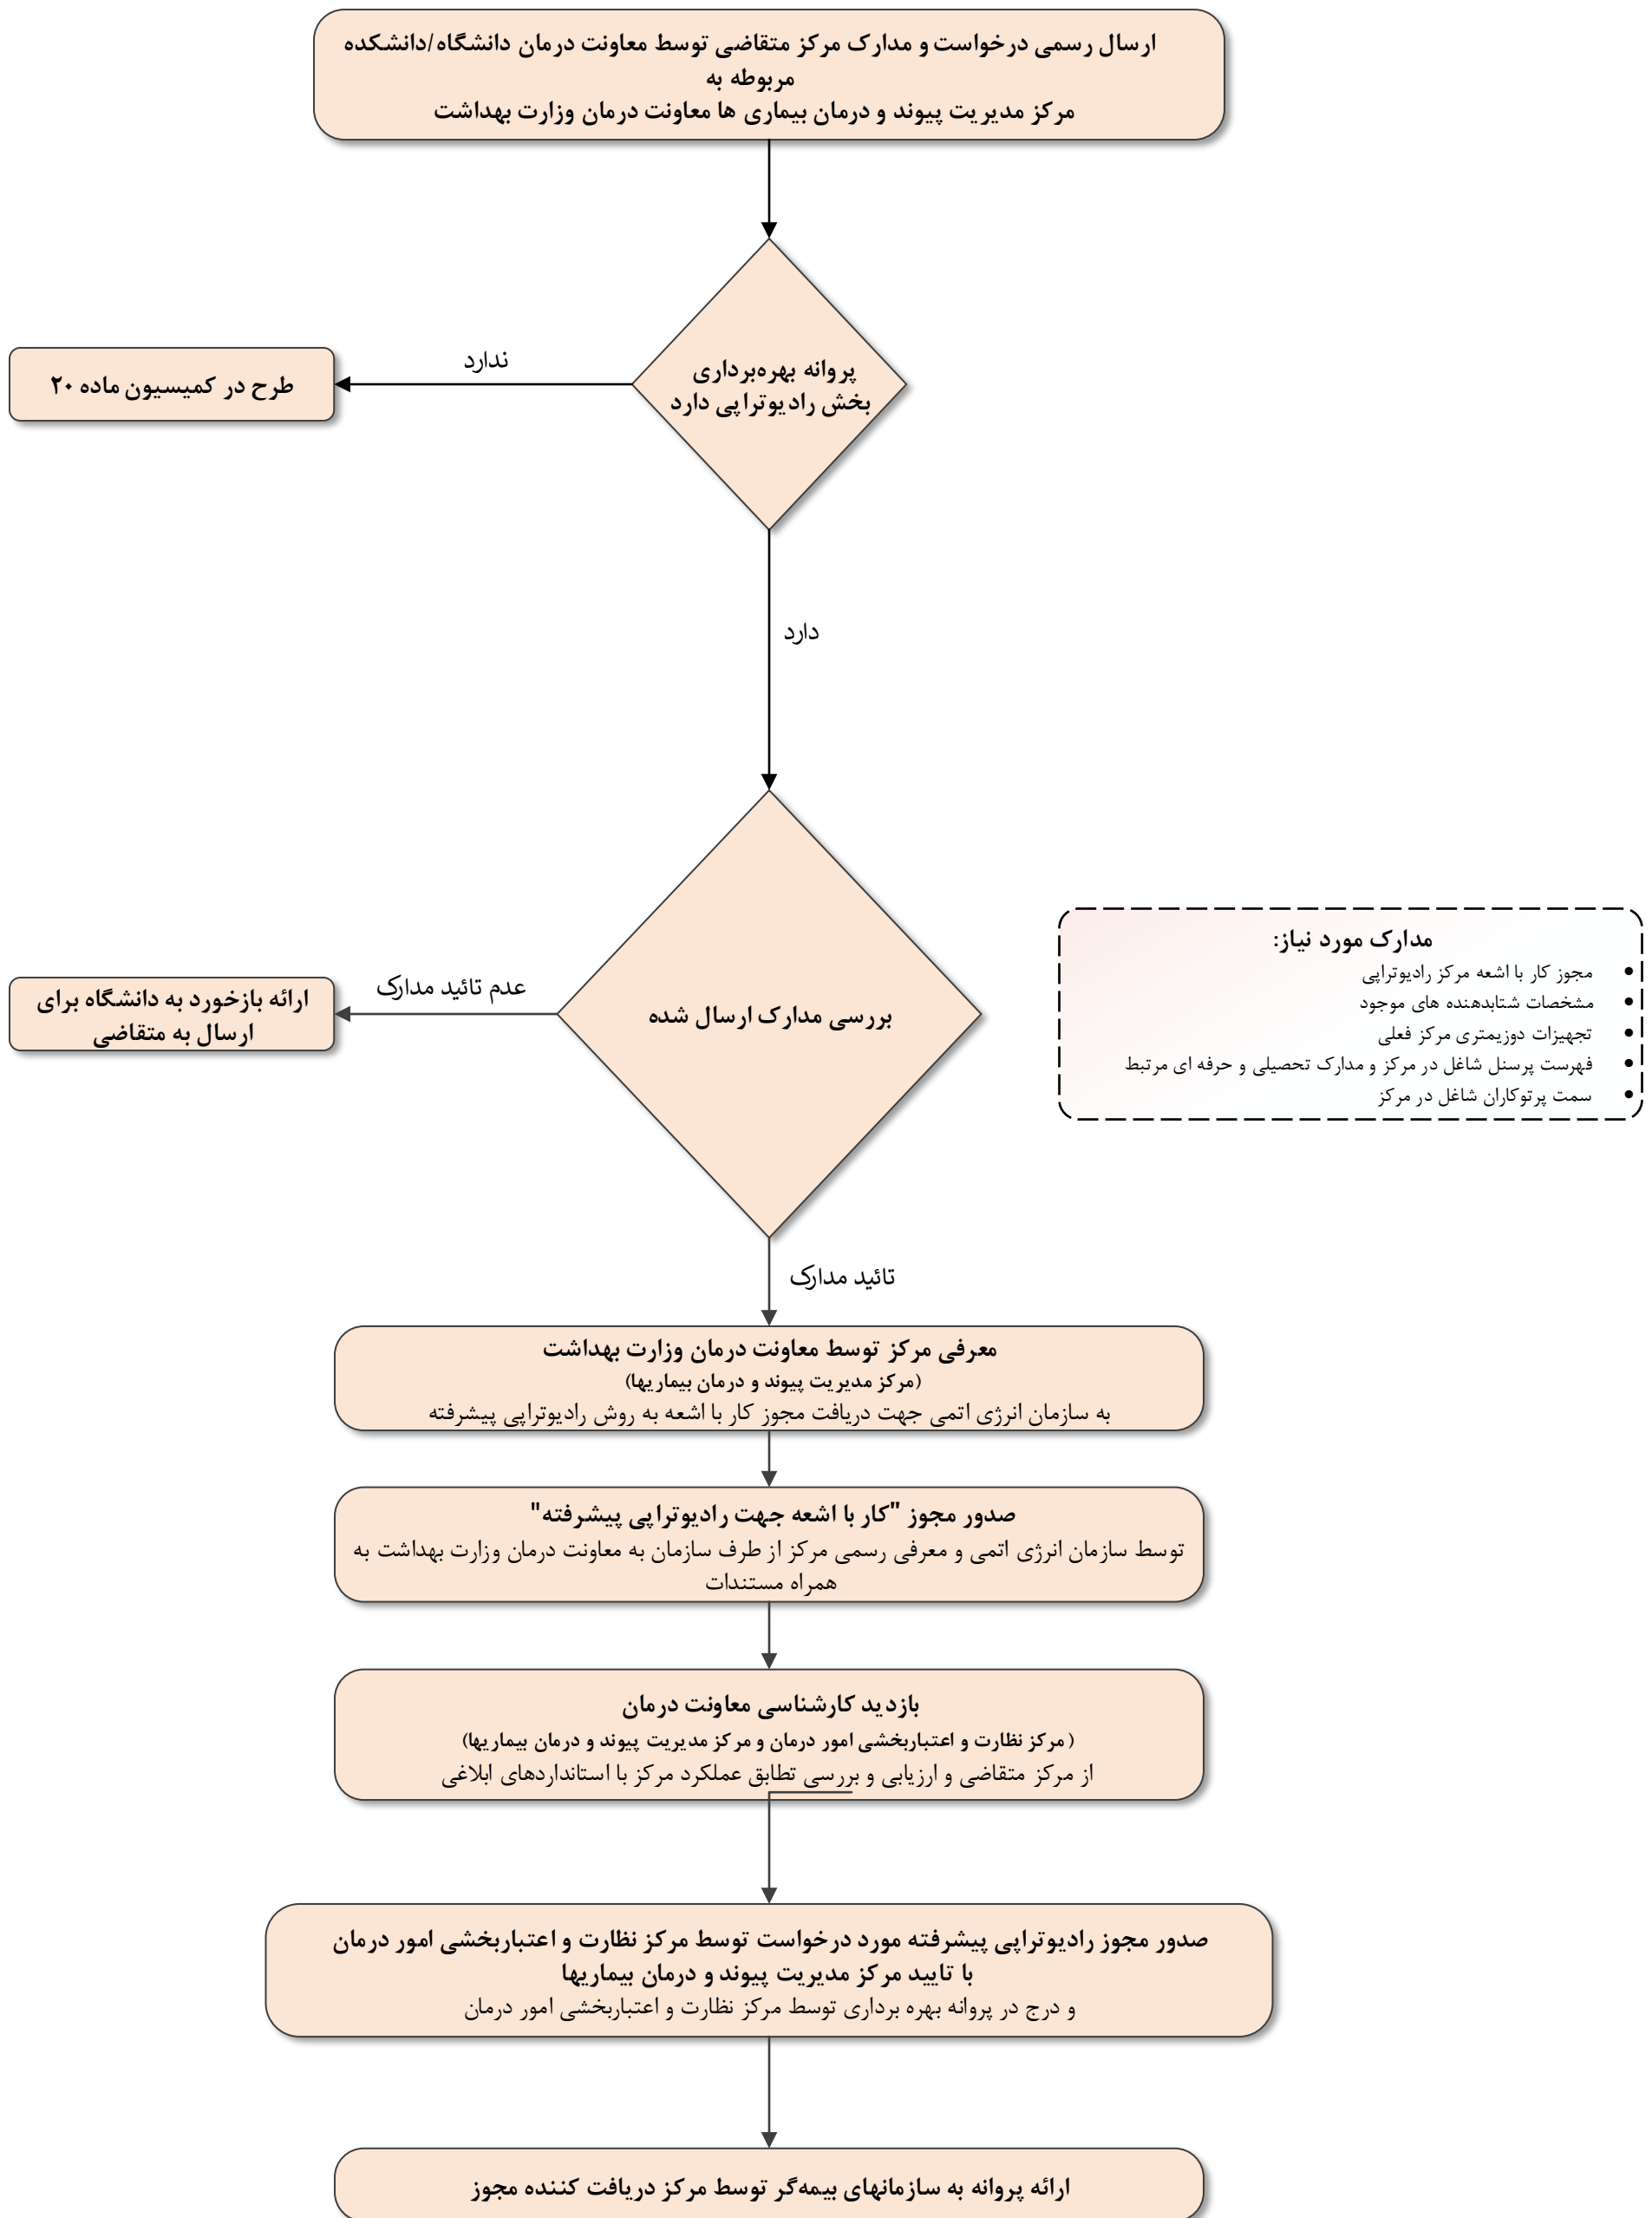 ارسال رسمی درخواست و مدارک مرکز متقاضی توسط معاونت درمان دانشگاه/دانشکده
مربوطه به
مرکز مدیریت پیوند و درمان بیماری ها معاونت درمان وزارت بهداشت
پروانه بهره‌برداری
بخش رادیوتراپی دارد
ندارد
طرح در کمیسیون ماده ۲۰
دارد
بررسی مدارک ارسال شده
عدم تائید مدارک
ارائه بازخورد به دانشگاه برای
ارسال به متقاضی
مدارک مورد نیاز:
• مجوز کار با اشعه مرکز رادیوتراپی
• مشخصات شتابدهنده های موجود
• تجهیزات دوزیمتری مرکز فعلی
• فهرست پرسنل شاغل در مرکز و مدارک تحصیلی و حرفه ای مرتبط
• سمت پرتوکاران شاغل در مرکز
تائید مدارک
معرفی مرکز توسط معاونت درمان وزارت بهداشت
(مرکز مدیریت پیوند و درمان بیماریها)
به سازمان انرژی اتمی جهت دریافت مجوز کار با اشعه به روش رادیوتراپی پیشرفته
صدور مجوز "کار با اشعه جهت رادیوتراپی پیشرفته"
توسط سازمان انرژی اتمی و معرفی رسمی مرکز از طرف سازمان به معاونت درمان وزارت بهداشت به
همراه مستندات
بازدید کارشناسی معاونت درمان
(مرکز نظارت و اعتباربخشی امور درمان و مرکز مدیریت پیوند و درمان بیماریها)
از مرکز متقاضی و ارزیابی و بررسی تطابق عملکرد مرکز با استانداردهای ابلاغی
صدور مجوز رادیوتراپی پیشرفته مورد درخواست توسط مرکز نظارت و اعتباربخشی امور درمان
با تایید مرکز مدیریت پیوند و درمان بیماریها
و درج در پروانه بهره برداری توسط مرکز نظارت و اعتباربخشی امور درمان
ارائه پروانه به سازمانهای بیمه‌گر توسط مرکز دریافت کننده مجوز